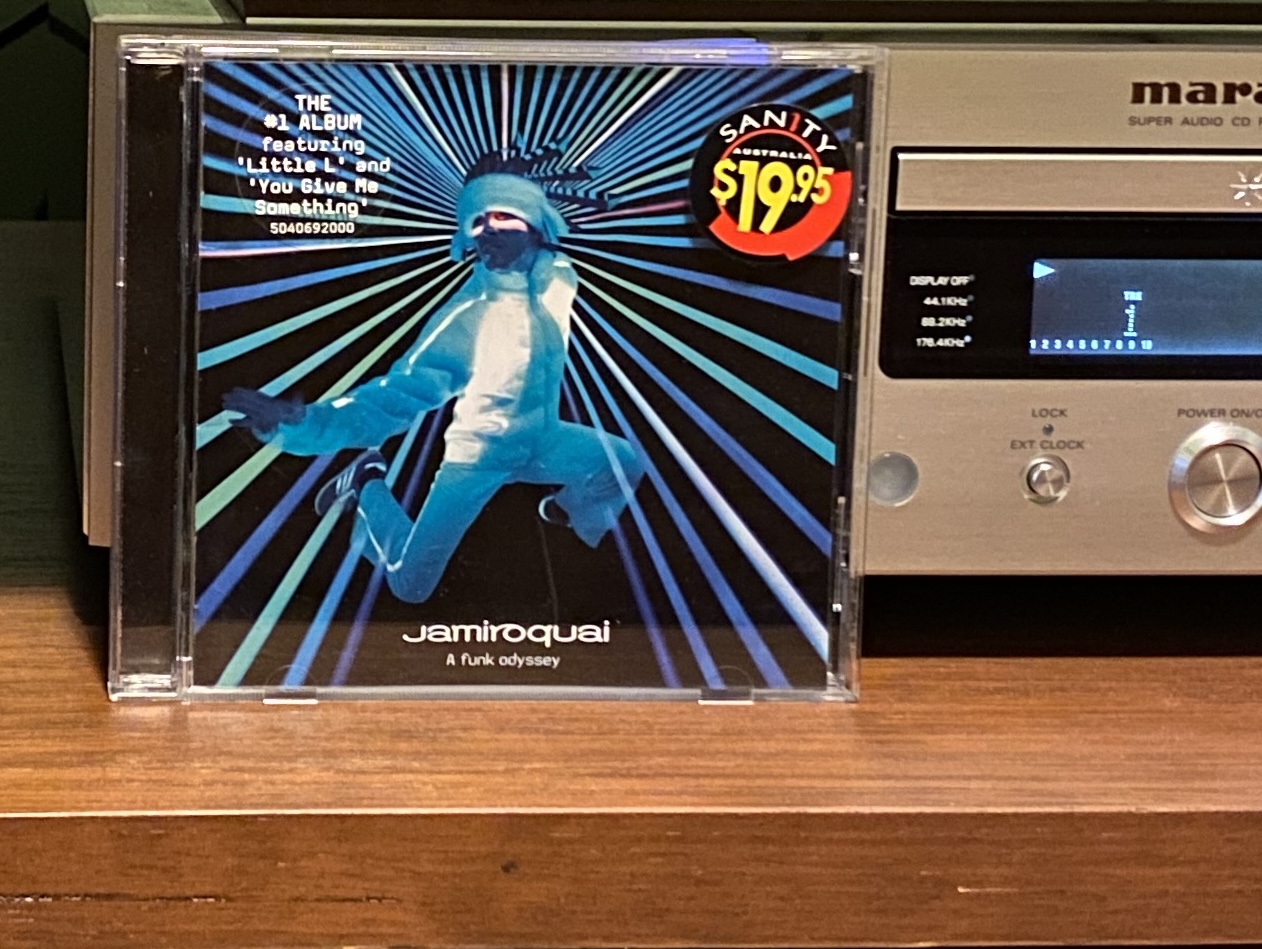 THE
#1 ALBUM
featuring
'Little L' and
'You Give Me
Something'
5040692000
SANITY
AUSTRALIA
$19.95
Jamiroquai
A funk odyssey
mara
SUPER AUDIO CD
DISPLAY OFF
44.1KHz
88.2KHz
176.4KHz
THE
1 2 3 4 5 6 7 8 9 10
LOCK
EXT. CLOCK
POWER ON/O